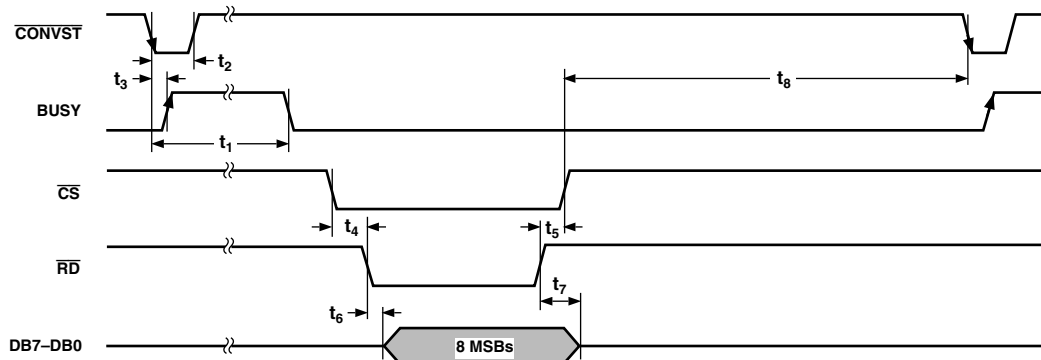 CONVST
t2
t3
t8
BUSY
t1
CS
t4
t5
RD
t7
t6
DB7–DB0
8 MSBs